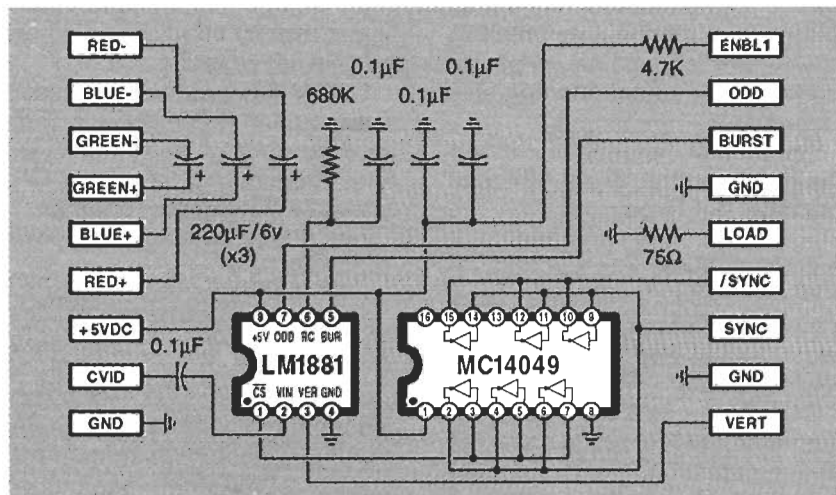 RED-
BLUE-
GREEN-
GREEN+
BLUE+
RED+
+5VDC
0.1µF
CVID
GND
220µF/6v
(x3)
680K
0.1µF
0.1µF
0.1µF
4.7K
75Ω
ENBL1
ODD
BURST
GND
LOAD
/SYNC
SYNC
GND
VERT
8 7 6 5
+5V ODD RC BUR
LM1881
CS VIN VER GND
1 2 3 4
16 15 14 13 12 11 10 9
MC14049
1 2 3 4 5 6 7 8